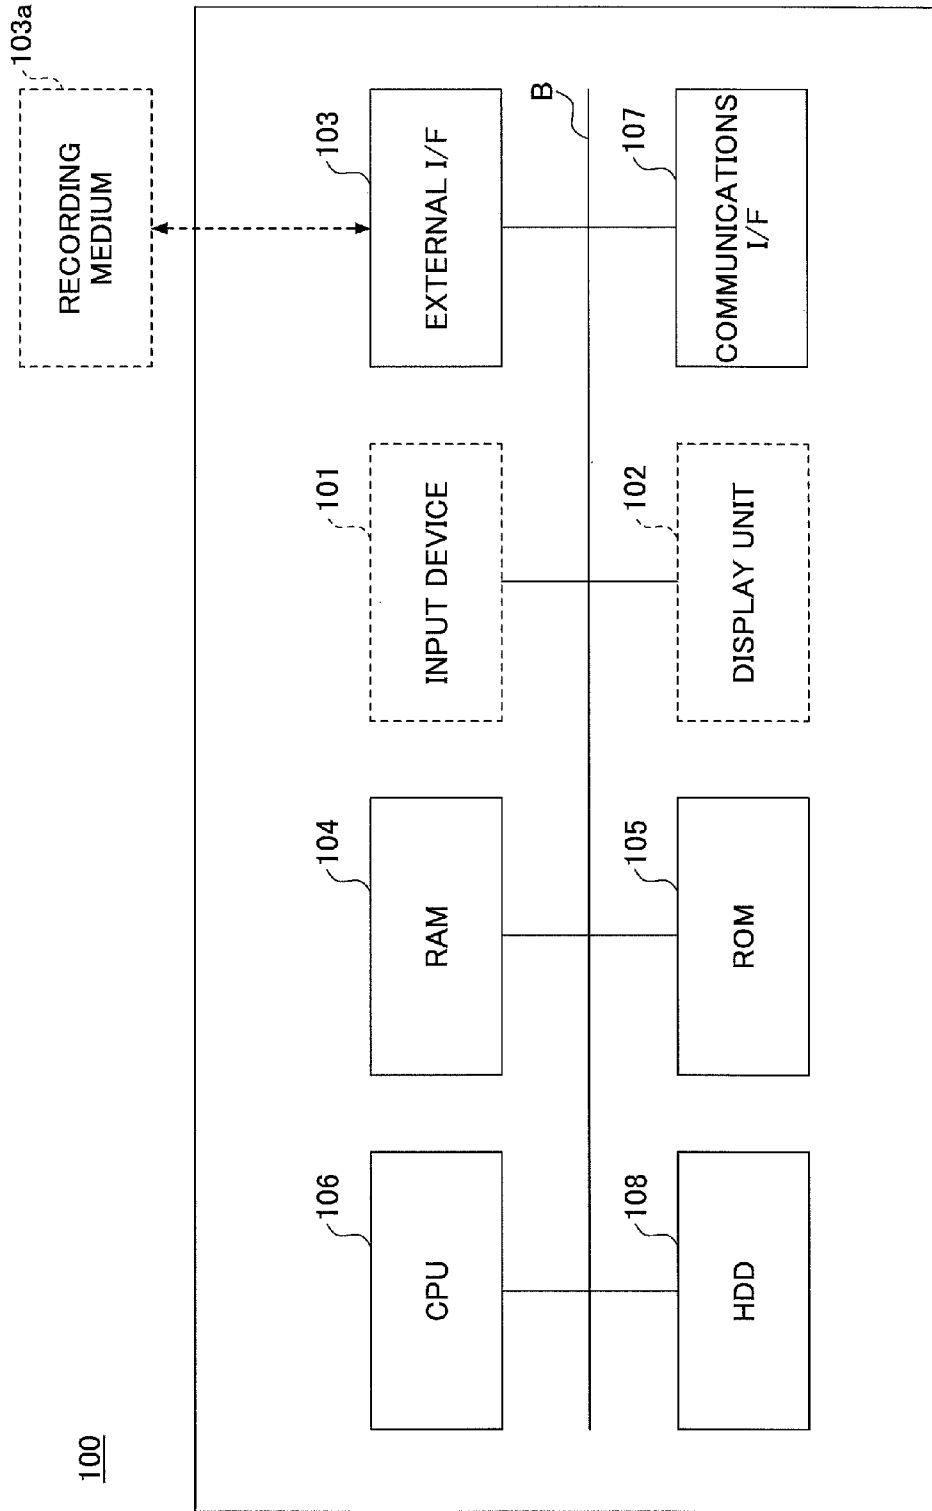 100
103a
RECORDING
MEDIUM
106
CPU
104
RAM
101
INPUT DEVICE
103
EXTERNAL I/F
B
108
HDD
105
ROM
102
DISPLAY UNIT
107
COMMUNICATIONS
I/F